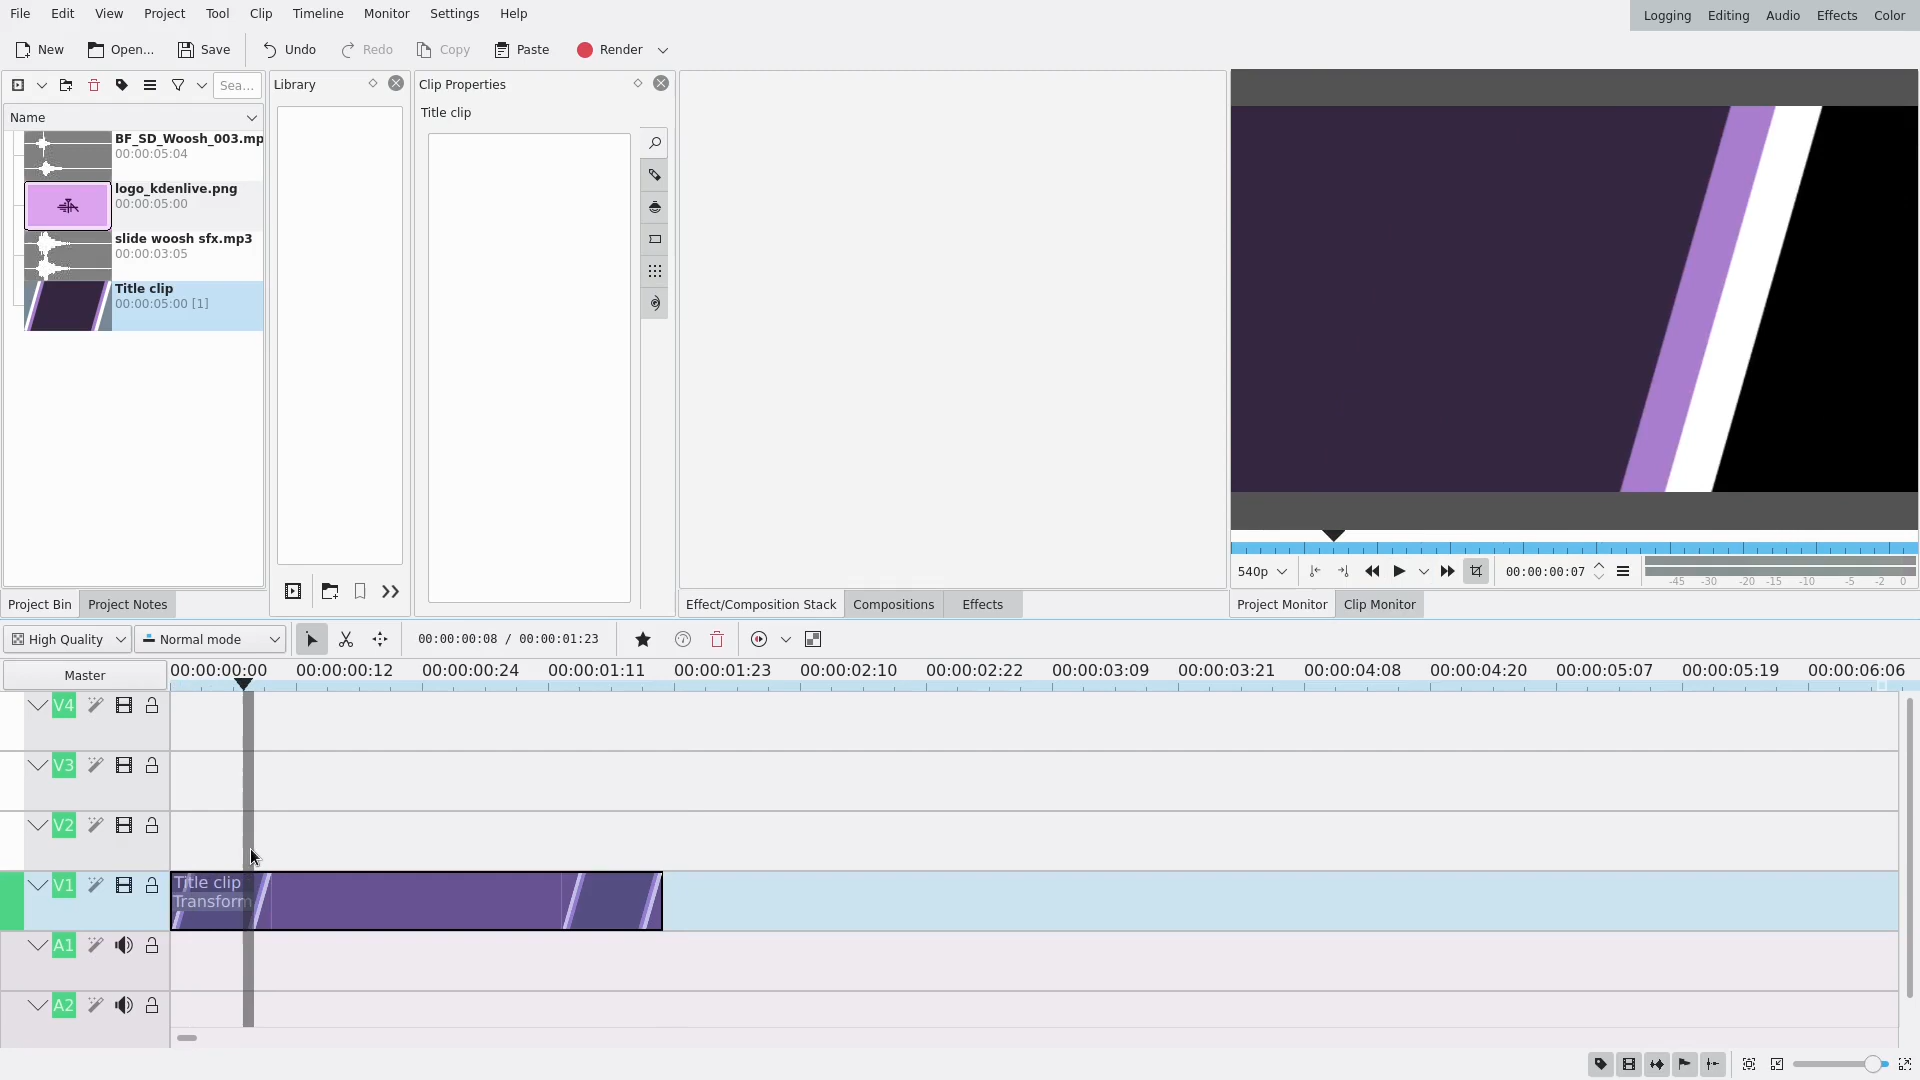 File Edit View Project Tool Clip Timeline Monitor Settings Help
Logging Editing Audio Effects Color
New Open... Save Undo Redo Copy Paste Render
Sea...
Library
Clip Properties
Title clip
Name
BF_SD_Woosh_003.mp
00:00:05:04
logo_kdenlive.png
00:00:05:00
slide woosh sfx.mp3
00:00:03:05
Title clip
00:00:05:00 [1]
540p
00:00:00:07
-45 -30 -20 -15 -10 -5 -2 0
Project Bin Project Notes
Effect/Composition Stack Compositions Effects
Project Monitor Clip Monitor
High Quality Normal mode 00:00:00:08 / 00:00:01:23
Master
00:00:00:00 00:00:00:12 00:00:00:24 00:00:01:11 00:00:01:23 00:00:02:10 00:00:02:22 00:00:03:09 00:00:03:21 00:00:04:08 00:00:04:20 00:00:05:07 00:00:05:19 00:00:06:06
V4
V3
V2
V1
Title clip
Transform
A1
A2